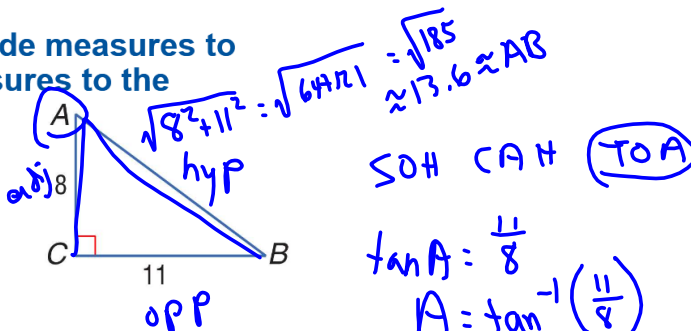 de measures to
sures to the
√8²+11² = √64+121 = √185
≈13.6≈AB
A
hyp
adj 8
SOH CAH TOA
C
B
11
opp
tan A = 11/8
A = tan⁻¹(11/8)